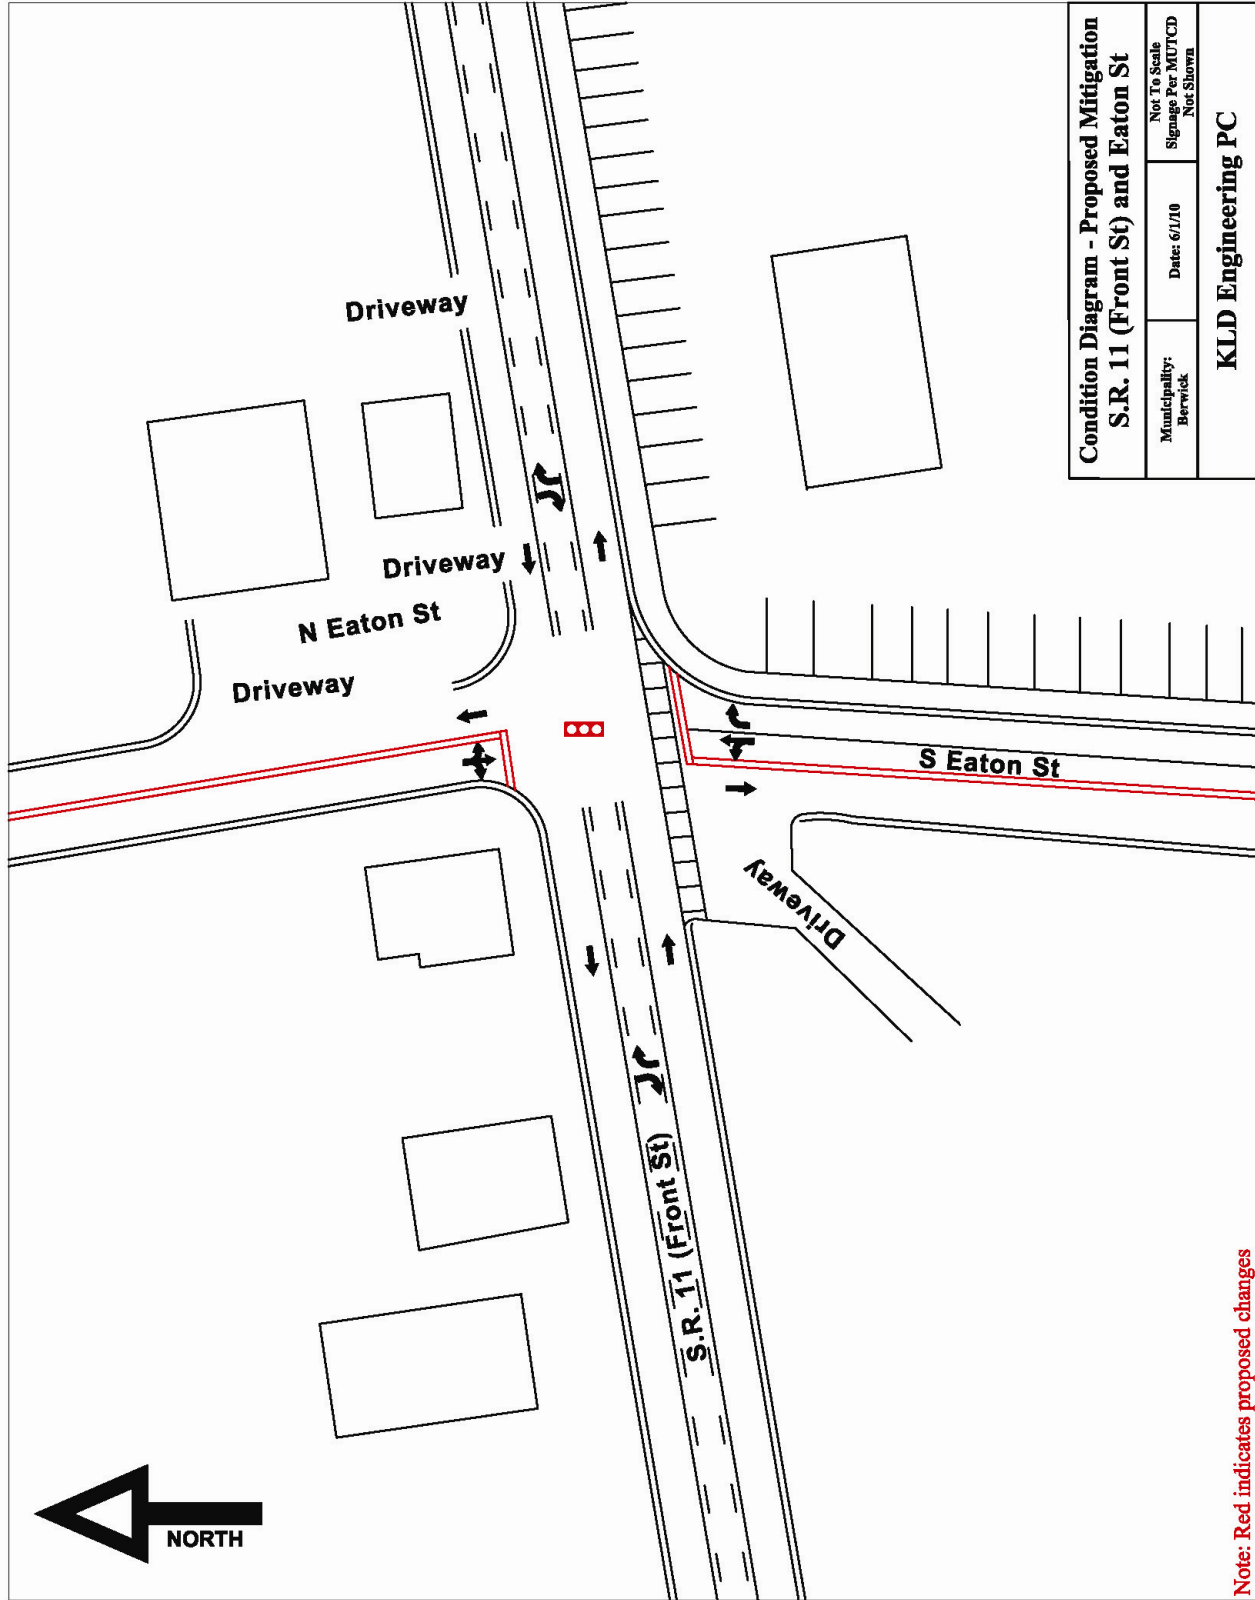 Driveway
Driveway
N Eaton St
Driveway
S Eaton St
Driveway
S.R. 11 (Front St)
NORTH
Condition Diagram - Proposed Mitigation
S.R. 11 (Front St) and Eaton St
Municipality:
Berwick
Date: 6/1/10
Not To Scale
Signage Per MUTCD
Not Shown
KLD Engineering PC
Note: Red indicates proposed changes